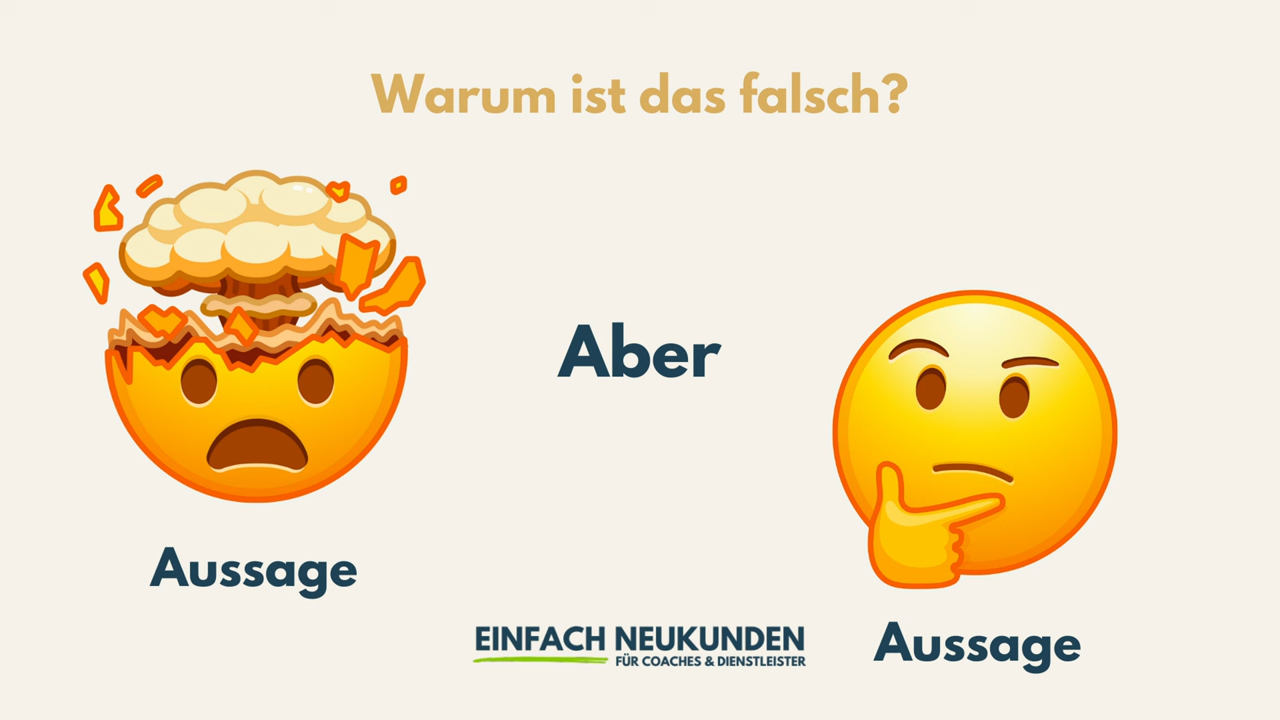 Warum ist das falsch?
Aber
Aussage
Aussage
EINFACH NEUKUNDEN
FÜR COACHES & DIENSTLEISTER